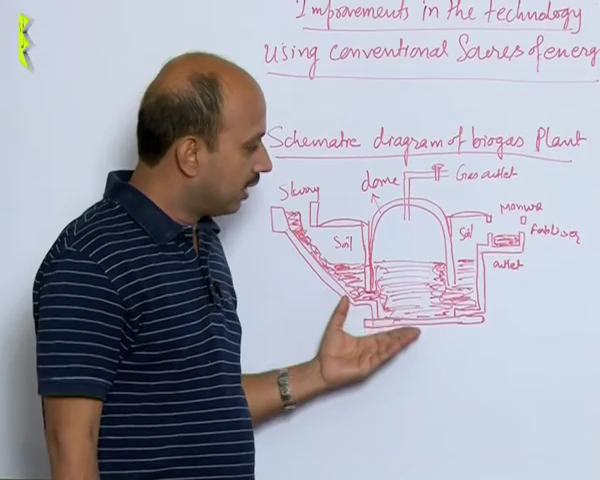 Improvements in the technology
Using conventional Sources of energ
Schematic diagram of biogas Plant
Gas outlet
dome
Slurry
Manure
Soil
Soil
Fertilizer
outlet